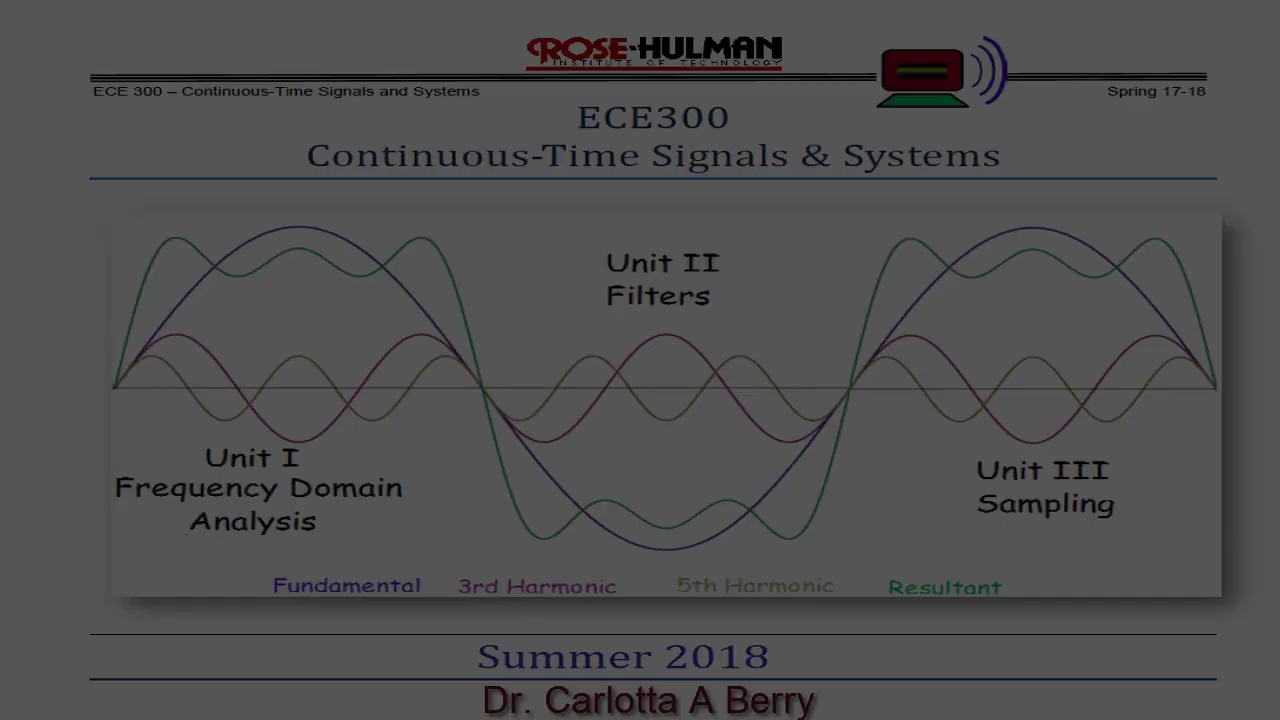 ROSE-HULMAN
INSTITUTE OF TECHNOLOGY
ECE 300 – Continuous-Time Signals and Systems
Spring 17-18
ECE300
Continuous-Time Signals & Systems
Unit II
Filters
Unit I
Frequency Domain
Analysis
Unit III
Sampling
Fundamental 3rd Harmonic 5th Harmonic Resultant
Summer 2018
Dr. Carlotta A Berry